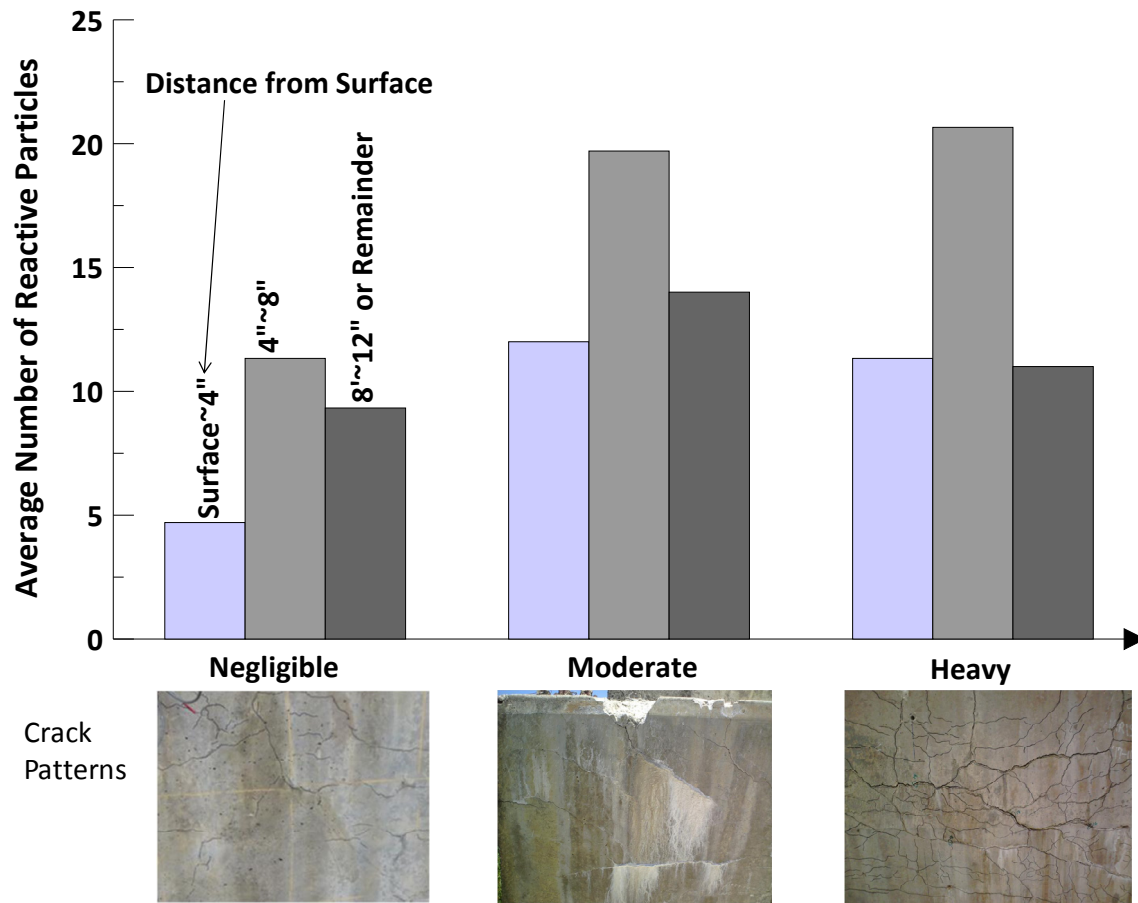 Average Number of Reactive Particles
25
20
15
10
5
0
Distance from Surface
Surface~4"
4"~8"
8'~12" or Remainder
Negligible
Moderate
Heavy
Crack
Patterns